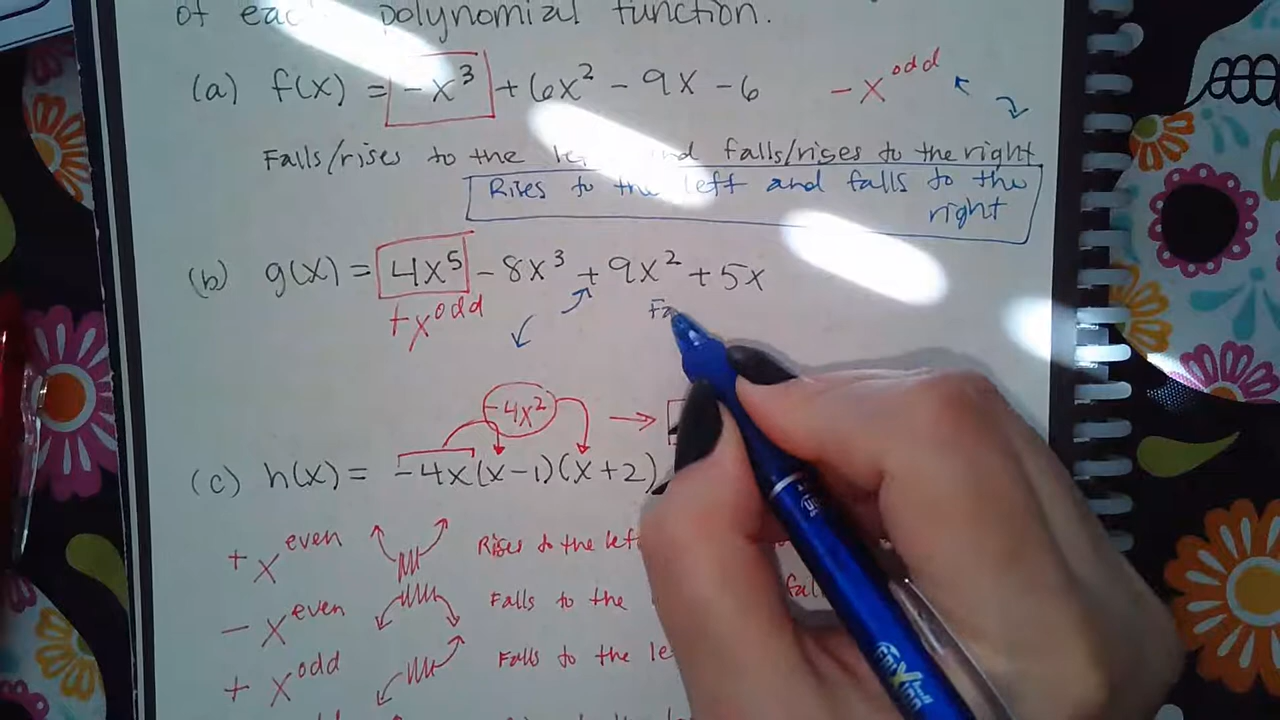 of each polynomial function.
(a) f(x) = -x³ + 6x² - 9x - 6 -x^odd
Falls/rises to the left and falls/rises to the right
Rises to the left and falls to the
right
(b) g(x) = 4x⁵ - 8x³ + 9x² + 5x
+x^odd Fa
-4x² →
(c) h(x) = -4x(x-1)(x+2)
+ x^even Rises to the left
- x^even Falls to the fal
+ x^odd Falls to the le